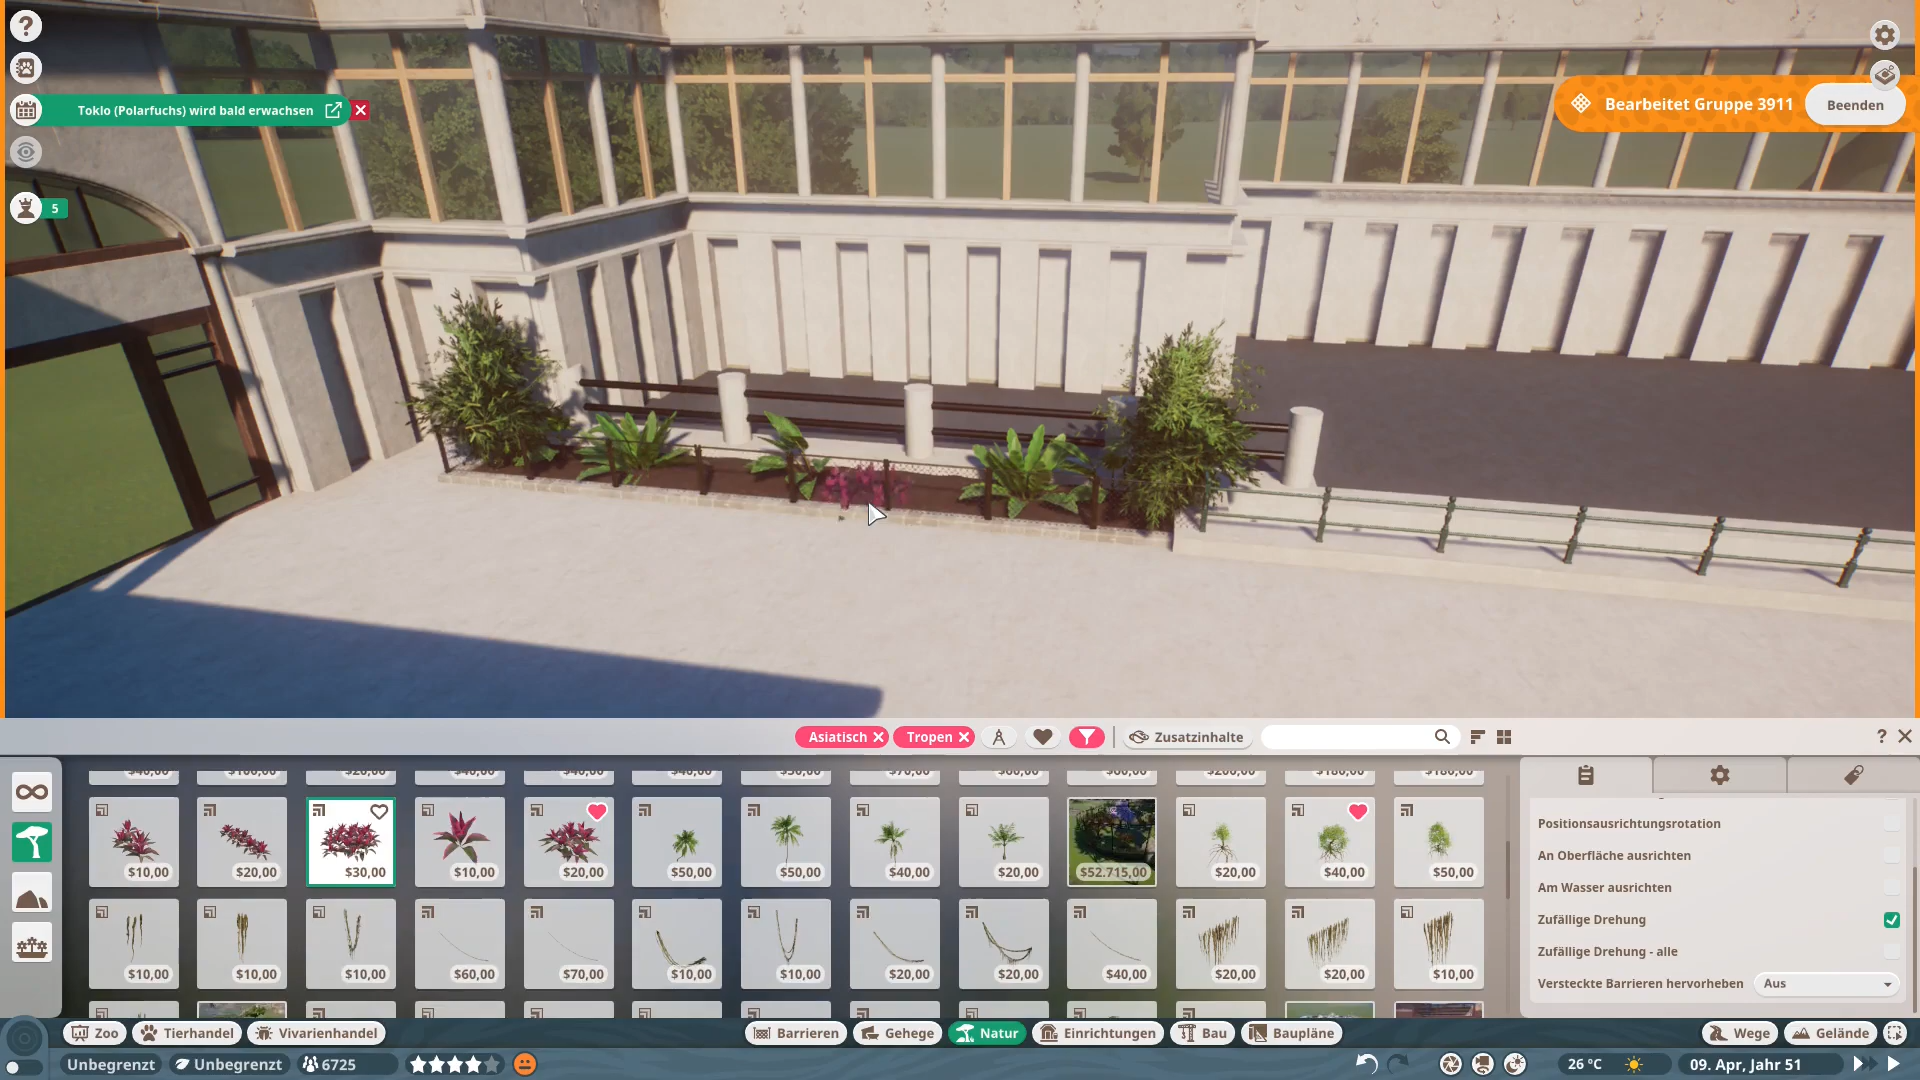 ?
Toklo (Polarfuchs) wird bald erwachsen
Bearbeitet Gruppe 3911
Beenden
5
Asiatisch
Tropen
Zusatzinhalte
?
$10,00 $20,00 $30,00 $10,00 $20,00 $50,00 $50,00 $40,00 $20,00 $52.715,00 $20,00 $40,00 $50,00
$10,00 $10,00 $10,00 $60,00 $70,00 $10,00 $10,00 $20,00 $20,00 $40,00 $20,00 $20,00 $10,00
Positionsausrichtungsrotation
An Oberfläche ausrichten
Am Wasser ausrichten
Zufällige Drehung
Zufällige Drehung - alle
Versteckte Barrieren hervorheben Aus
Zoo Tierhandel Vivarienhandel Barrieren Gehege Natur Einrichtungen Bau Baupläne Wege Gelände
Unbegrenzt Unbegrenzt 6725 26 °C 09. Apr, Jahr 51